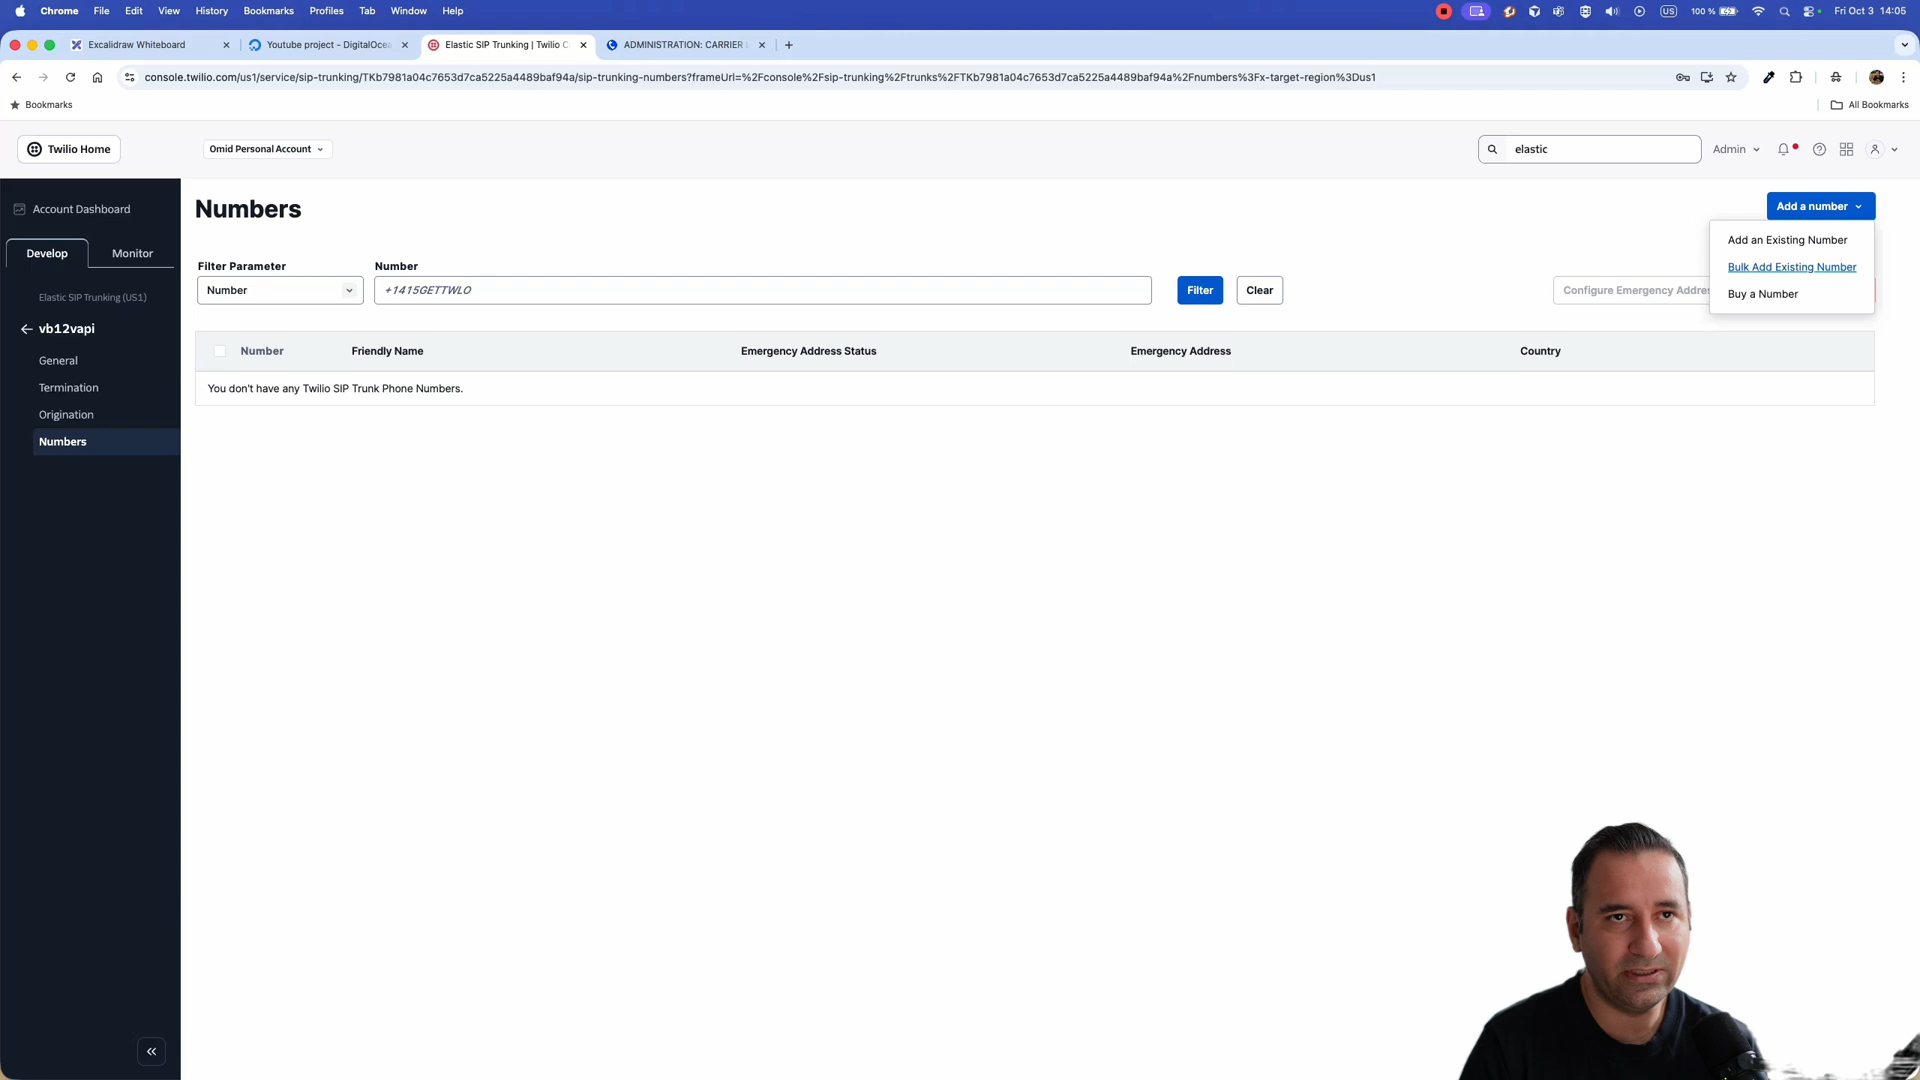 Chrome File Edit View History Bookmarks Profiles Tab Window Help US 100 % Fri Oct 3 14:05
Excalidraw Whiteboard Youtube project - DigitalOcea Elastic SIP Trunking | Twilio C ADMINISTRATION: CARRIER
console.twilio.com/us1/service/sip-trunking/TKb7981a04c7653d7ca5225a4489baf94a/sip-trunking-numbers?frameUrl=%2Fconsole%2Fsip-trunking%2Ftrunks%2FTKb7981a04c7653d7ca5225a4489baf94a%2Fnumbers%3Fx-target-region%3Dus1
Bookmarks All Bookmarks
Twilio Home Omid Personal Account elastic Admin
Account Dashboard
Develop Monitor
Elastic SIP Trunking (US1)
vb12vapi
General
Termination
Origination
Numbers
Numbers
Add a number
Add an Existing Number
Bulk Add Existing Number
Buy a Number
Filter Parameter Number
Number +1415GETTWLO Filter Clear Configure Emergency Addre
Number Friendly Name Emergency Address Status Emergency Address Country
You don't have any Twilio SIP Trunk Phone Numbers.